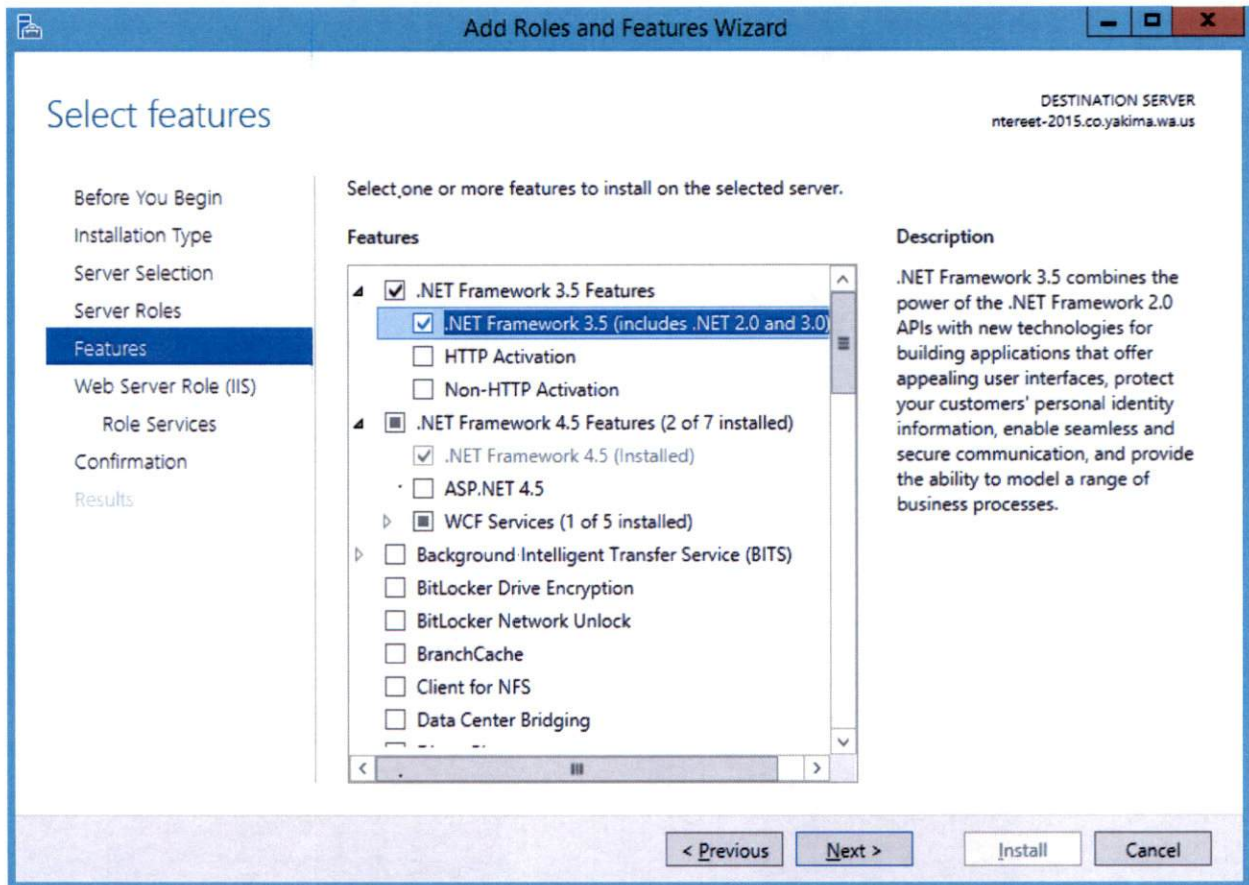 Add Roles and Features Wizard
Select features
DESTINATION SERVER
ntereet-2015.co.yakima.wa.us
Before You Begin
Installation Type
Server Selection
Server Roles
Features
Web Server Role (IIS)
Role Services
Confirmation
Results
Select one or more features to install on the selected server.
Features
.NET Framework 3.5 Features
.NET Framework 3.5 (includes .NET 2.0 and 3.0)
HTTP Activation
Non-HTTP Activation
.NET Framework 4.5 Features (2 of 7 installed)
.NET Framework 4.5 (Installed)
ASP.NET 4.5
WCF Services (1 of 5 installed)
Background Intelligent Transfer Service (BITS)
BitLocker Drive Encryption
BitLocker Network Unlock
BranchCache
Client for NFS
Data Center Bridging
Description
.NET Framework 3.5 combines the
power of the .NET Framework 2.0
APIs with new technologies for
building applications that offer
appealing user interfaces, protect
your customers' personal identity
information, enable seamless and
secure communication, and provide
the ability to model a range of
business processes.
< Previous
Next >
Install
Cancel